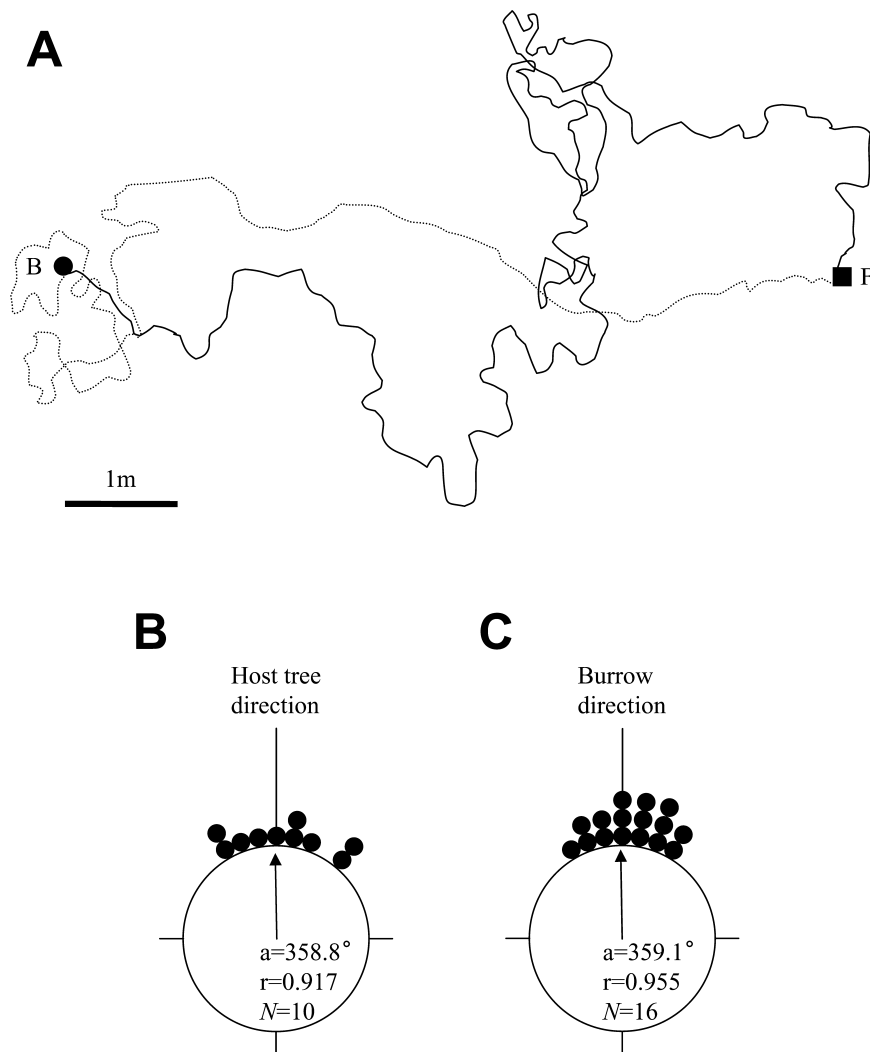 A
B
F
1m
B
C
Host tree
direction
Burrow
direction
a=358.8°
r=0.917
N=10
a=359.1°
r=0.955
N=16